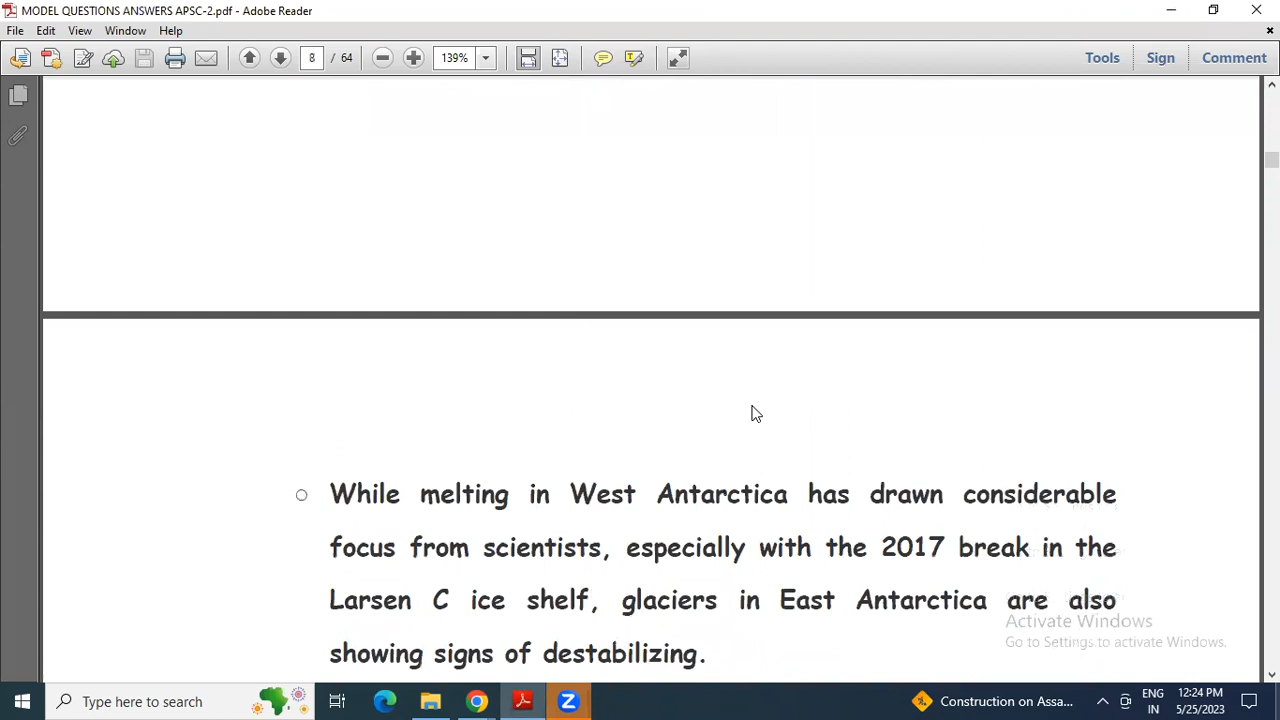 MODEL QUESTIONS ANSWERS APSC-2.pdf - Adobe Reader
File Edit View Window Help
8 / 64 139% Tools Sign Comment
While melting in West Antarctica has drawn considerable
focus from scientists, especially with the 2017 break in the
Larsen C ice shelf, glaciers in East Antarctica are also
showing signs of destabilizing.
Activate Windows
Go to Settings to activate Windows.
Type here to search
Construction on Assa...
ENG
IN
12:24 PM
5/25/2023